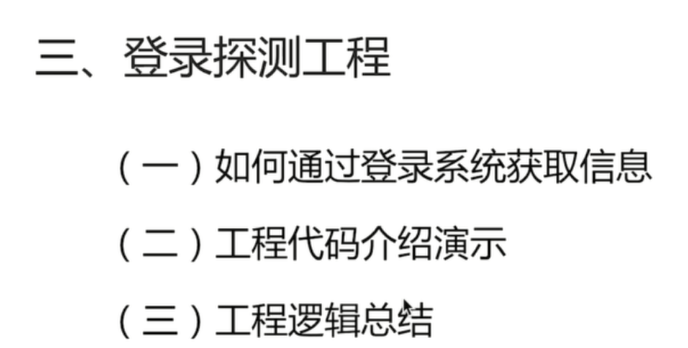 三、登录探测工程
（一）如何通过登录系统获取信息
（二）工程代码介绍演示
（三）工程逻辑总结